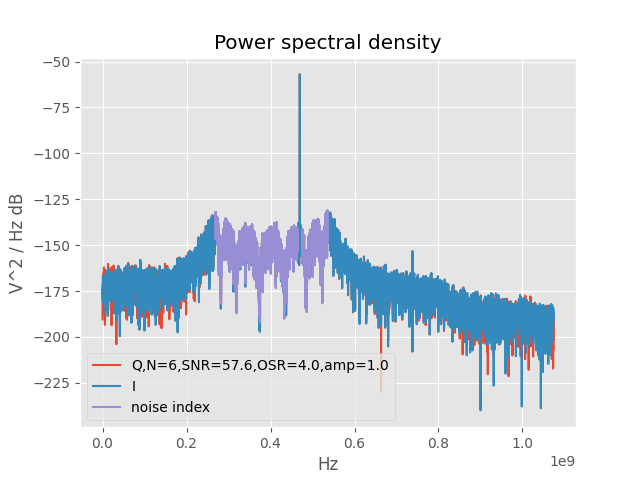 Power spectral density
−50
−75
−100
−125
−150
−175
−200
−225
V^2 / Hz dB
Q,N=6,SNR=57.6,OSR=4.0,amp=1.0
I
noise index
0.0 0.2 0.4 0.6 0.8 1.0
1e9
Hz